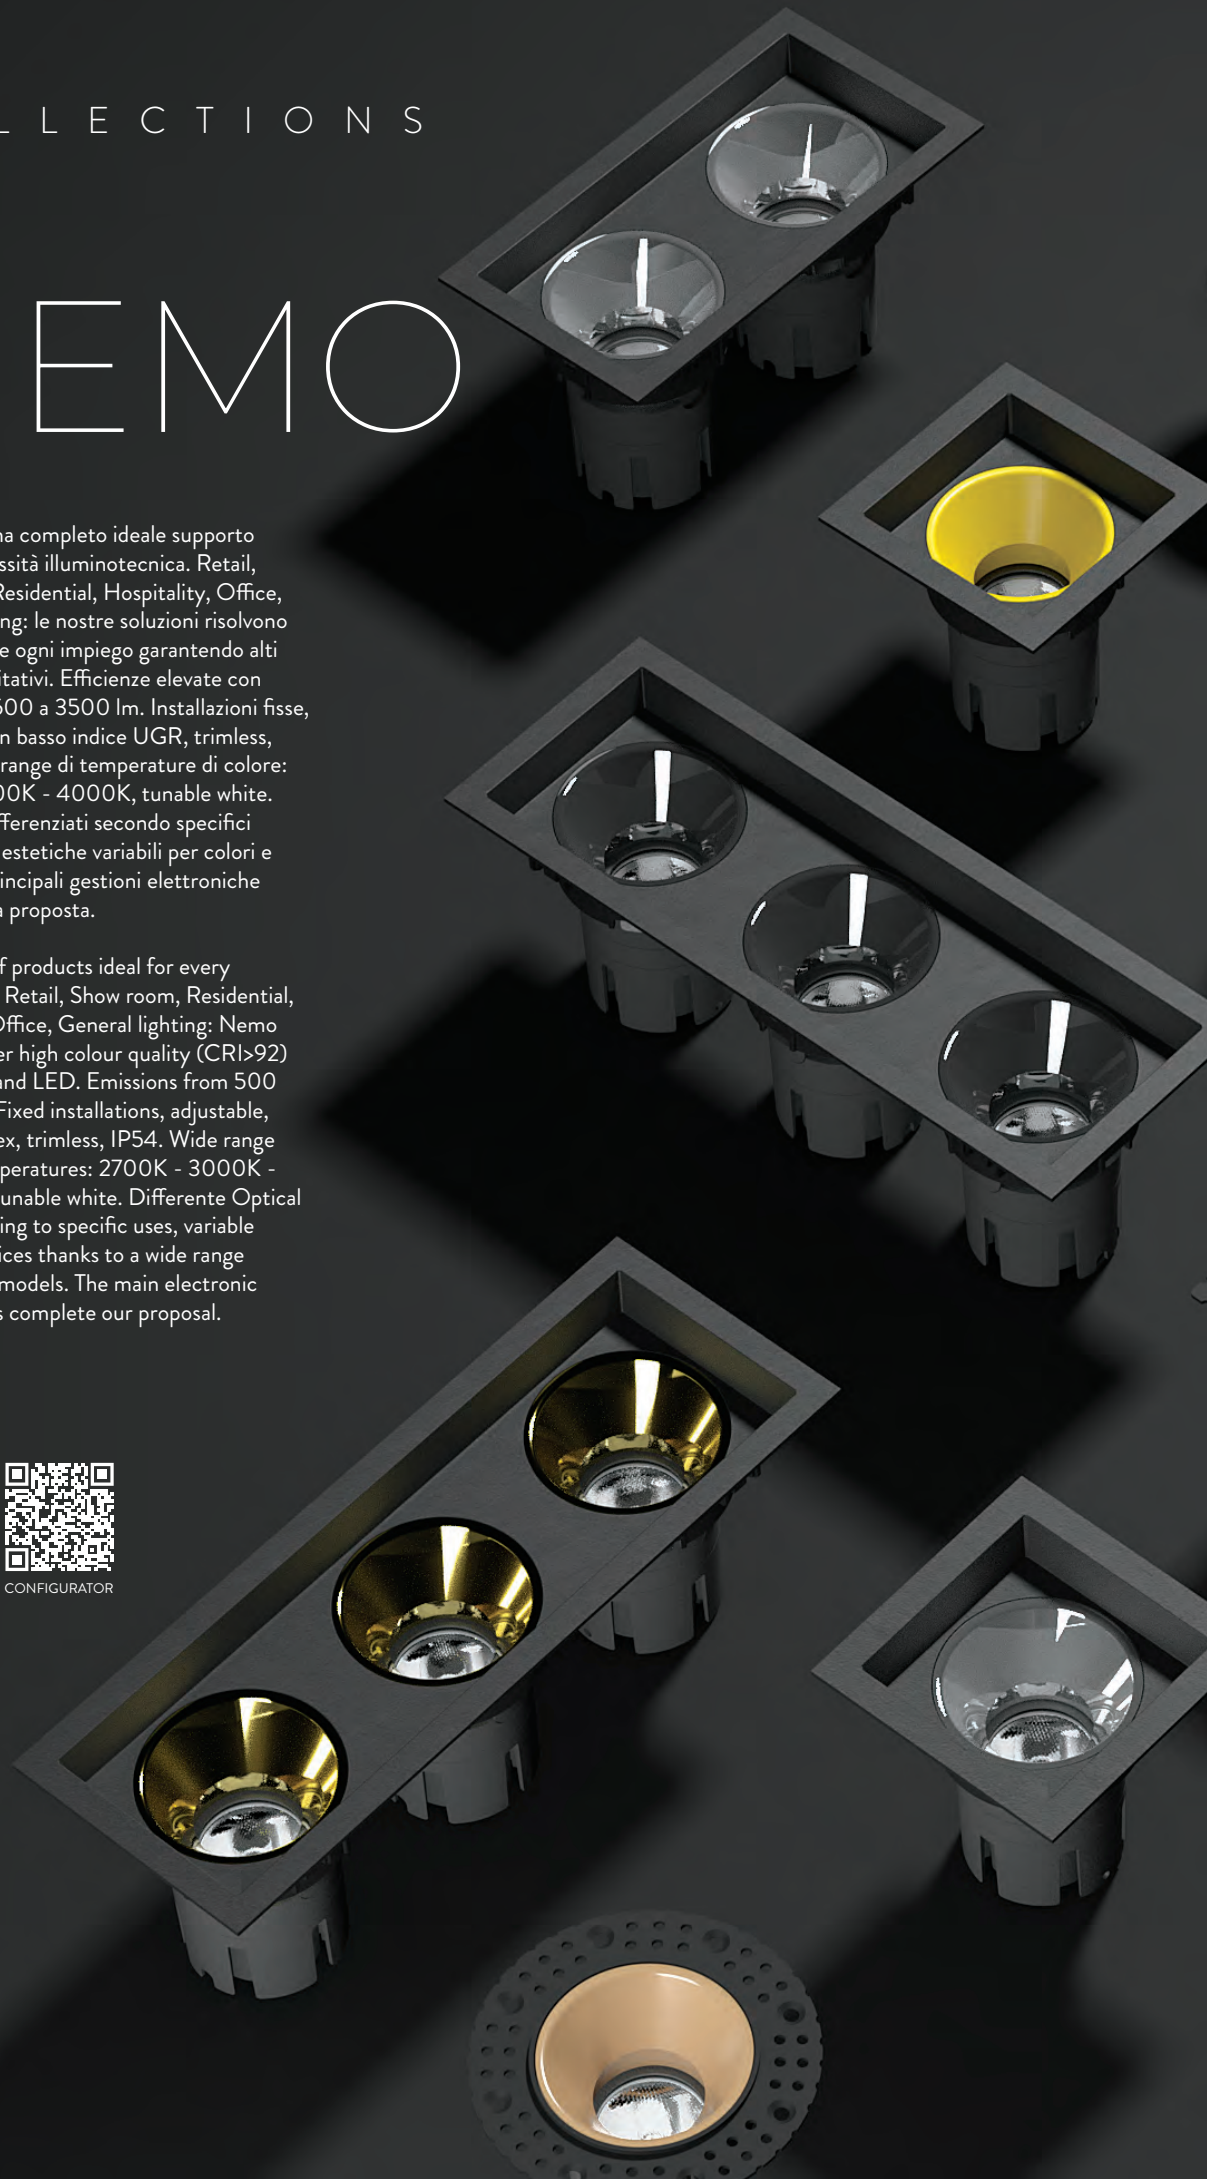 LLECTIONS
EMO
na completo ideale supporto
ssità illuminotecnica. Retail,
Residential, Hospitality, Office,
ng: le nostre soluzioni risolvono
e ogni impiego garantendo alti
itativi. Efficienze elevate con
500 a 3500 lm. Installazioni fisse,
n basso indice UGR, trimless,
range di temperature di colore:
00K - 4000K, tunable white.
fferenziati secondo specifici
estetiche variabili per colori e
incipali gestioni elettroniche
a proposta.
f products ideal for every
Retail, Show room, Residential,
Office, General lighting: Nemo
er high colour quality (CRI>92)
and LED. Emissions from 500
Fixed installations, adjustable,
ex, trimless, IP54. Wide range
peratures: 2700K - 3000K -
unable white. Differente Optical
ing to specific uses, variable
ices thanks to a wide range
models. The main electronic
s complete our proposal.
CONFIGURATOR